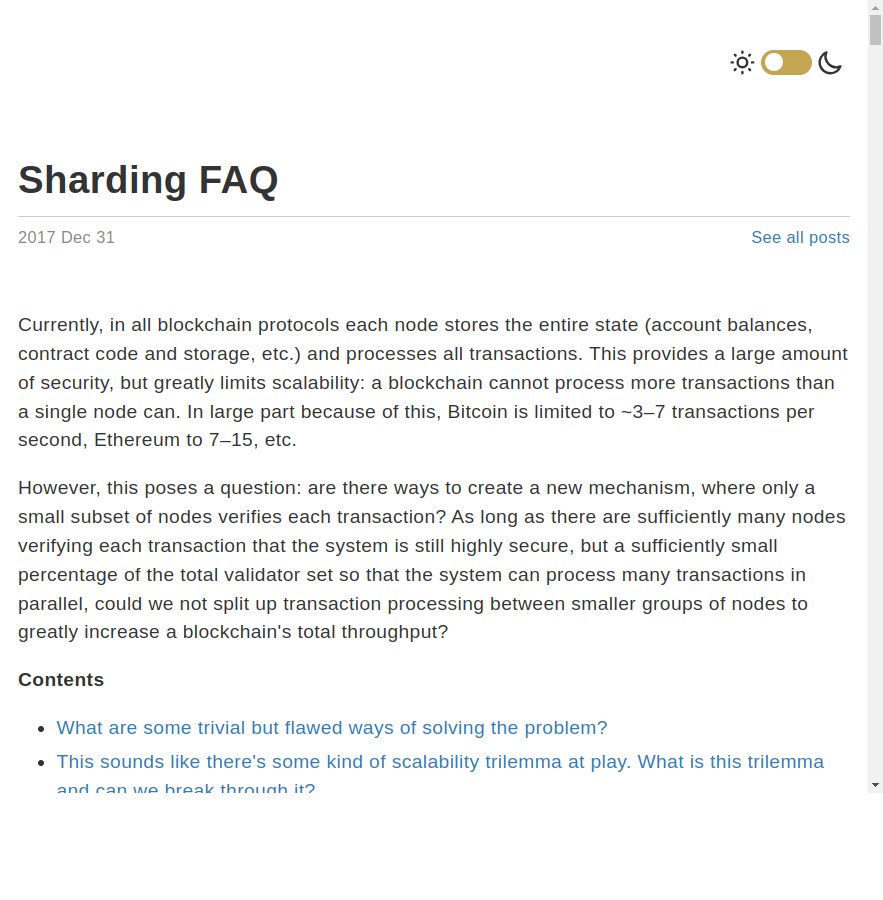 Sharding FAQ
2017 Dec 31
See all posts
Currently, in all blockchain protocols each node stores the entire state (account balances,
contract code and storage, etc.) and processes all transactions. This provides a large amount
of security, but greatly limits scalability: a blockchain cannot process more transactions than
a single node can. In large part because of this, Bitcoin is limited to ~3–7 transactions per
second, Ethereum to 7–15, etc.
However, this poses a question: are there ways to create a new mechanism, where only a
small subset of nodes verifies each transaction? As long as there are sufficiently many nodes
verifying each transaction that the system is still highly secure, but a sufficiently small
percentage of the total validator set so that the system can process many transactions in
parallel, could we not split up transaction processing between smaller groups of nodes to
greatly increase a blockchain's total throughput?
Contents
What are some trivial but flawed ways of solving the problem?
This sounds like there's some kind of scalability trilemma at play. What is this trilemma
and can we break through it?